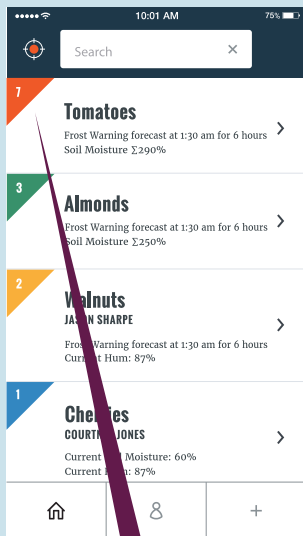 10:01 AM
75%
Search
7
Tomatoes
Frost Warning forecast at 1:30 am for 6 hours
Soil Moisture Σ290%
3
Almonds
Frost Warning forecast at 1:30 am for 6 hours
Soil Moisture Σ250%
2
Walnuts
JASON SHARPE
Frost Warning forecast at 1:30 am for 6 hours
Current Hum: 87%
1
Cherries
COURTNEY JONES
Current Soil Moisture: 60%
Current Hum: 87%